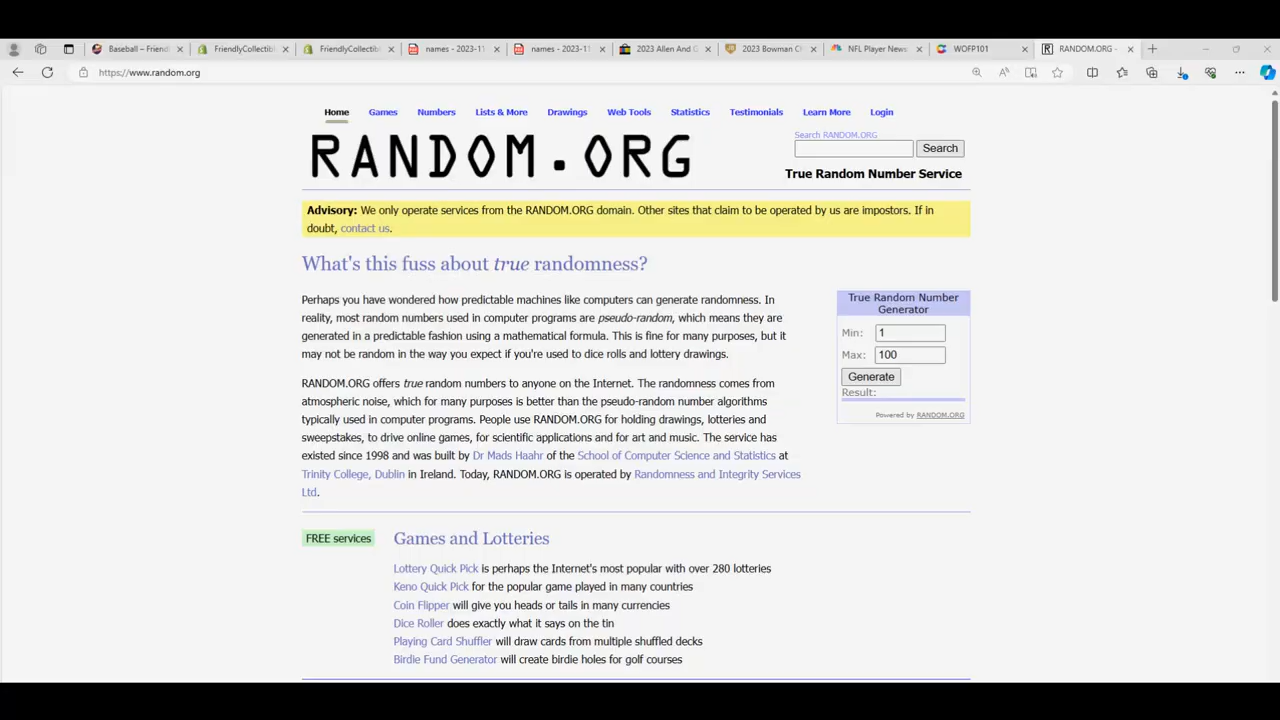 Baseball – Friend
FriendlyCollectib
FriendlyCollectib
names - 2023-11
names - 2023-11
2023 Allen And G
2023 Bowman Ch
NFL Player News
WOFP101
RANDOM.ORG -
https://www.random.org
Home Games Numbers Lists & More Drawings Web Tools Statistics Testimonials Learn More Login
RANDOM.ORG
Search RANDOM.ORG
Search
True Random Number Service
Advisory: We only operate services from the RANDOM.ORG domain. Other sites that claim to be operated by us are impostors. If in
doubt, contact us.
What's this fuss about true randomness?
Perhaps you have wondered how predictable machines like computers can generate randomness. In
reality, most random numbers used in computer programs are pseudo-random, which means they are
generated in a predictable fashion using a mathematical formula. This is fine for many purposes, but it
may not be random in the way you expect if you're used to dice rolls and lottery drawings.
RANDOM.ORG offers true random numbers to anyone on the Internet. The randomness comes from
atmospheric noise, which for many purposes is better than the pseudo-random number algorithms
typically used in computer programs. People use RANDOM.ORG for holding drawings, lotteries and
sweepstakes, to drive online games, for scientific applications and for art and music. The service has
existed since 1998 and was built by Dr Mads Haahr of the School of Computer Science and Statistics at
Trinity College, Dublin in Ireland. Today, RANDOM.ORG is operated by Randomness and Integrity Services
Ltd.
True Random Number
Generator
Min: 1
Max: 100
Generate
Result:
Powered by RANDOM.ORG
FREE services
Games and Lotteries
Lottery Quick Pick is perhaps the Internet's most popular with over 280 lotteries
Keno Quick Pick for the popular game played in many countries
Coin Flipper will give you heads or tails in many currencies
Dice Roller does exactly what it says on the tin
Playing Card Shuffler will draw cards from multiple shuffled decks
Birdie Fund Generator will create birdie holes for golf courses